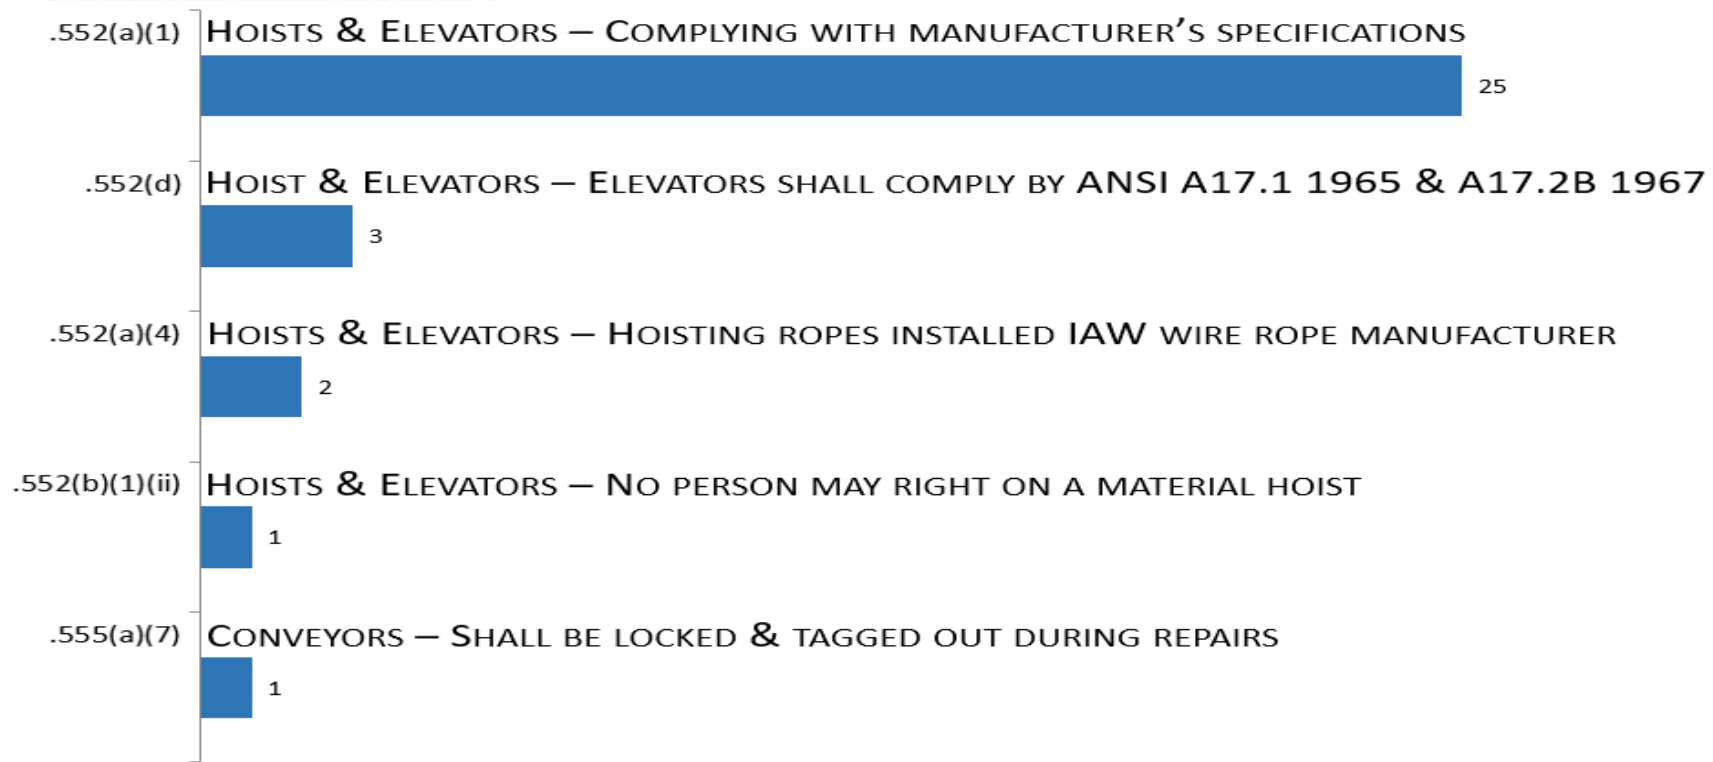 .552(a)(1) Hoists & Elevators – Complying with manufacturer’s specifications
25
.552(d) Hoist & Elevators – Elevators shall comply by ANSI A17.1 1965 & A17.2B 1967
3
.552(a)(4) Hoists & Elevators – Hoisting ropes installed IAW wire rope manufacturer
2
.552(b)(1)(ii) Hoists & Elevators – No person may right on a material hoist
1
.555(a)(7) Conveyors – Shall be locked & tagged out during repairs
1